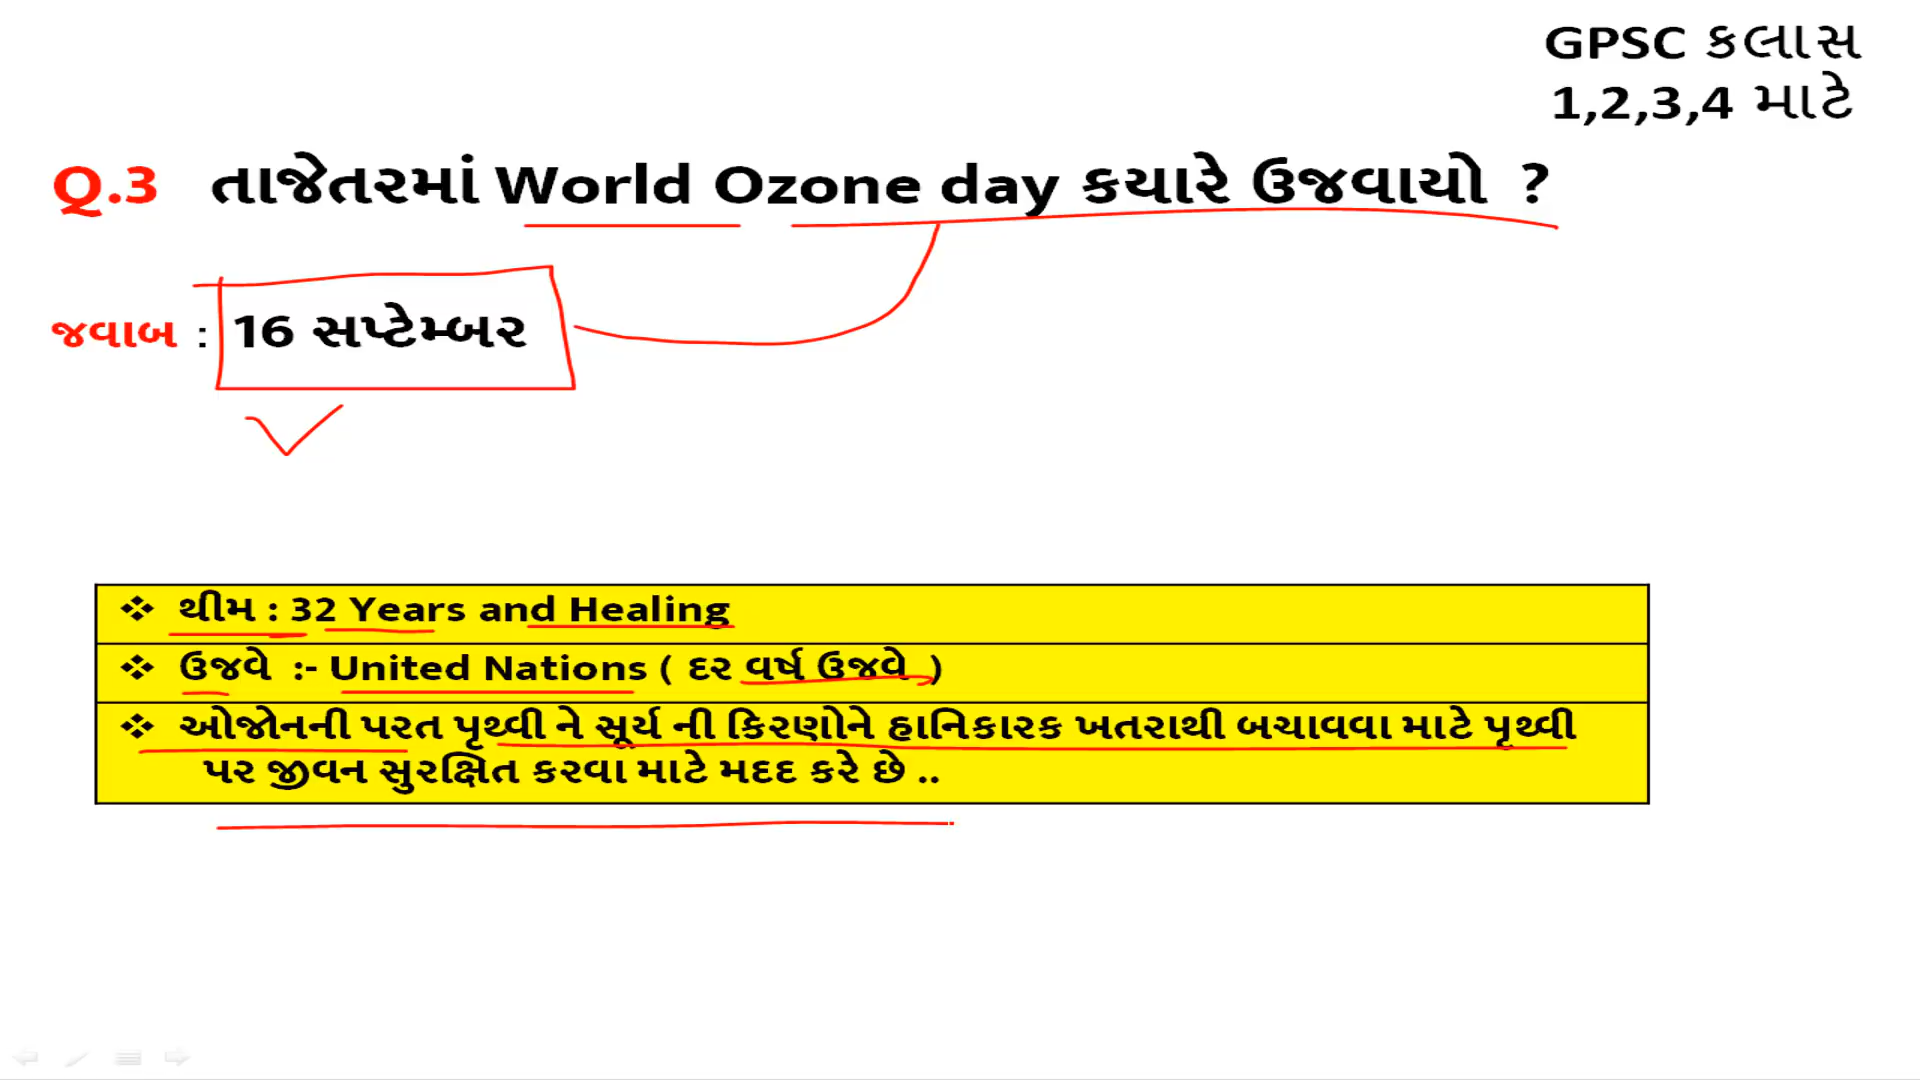 GPSC કલાસ
1,2,3,4 માટે
Q.3 તાજેતરમાં World Ozone day કયારે ઉજવાયો ?
જવાબ : 16 સપ્ટેમ્બર
❖ થીમ : 32 Years and Healing
❖ ઉજવે :- United Nations ( દર વર્ષ ઉજવે )
❖ ઓજોનની પરત પૃથ્વી ને સૂર્ય ની કિરણોને હાનિકારક ખતરાથી બચાવવા માટે પૃથ્વી
પર જીવન સુરક્ષિત કરવા માટે મદદ કરે છે ..